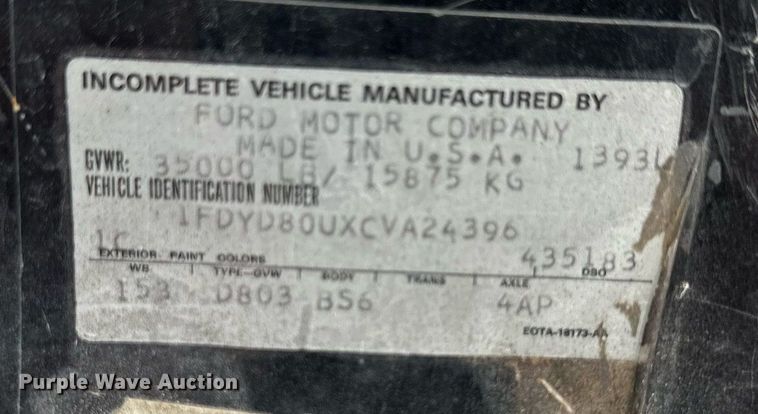 INCOMPLETE VEHICLE MANUFACTURED BY
FORD MOTOR COMPANY
MADE IN U.S.A.
GVWR: 35000 LB/ 15875 KG
VEHICLE IDENTIFICATION NUMBER
1FDYD80UXCVA24396
1C 435183
EXTERIOR PAINT COLORS DSO
WB TYPE-GVW BODY TRANS AXLE
153 D803 BS6 4AP
EOTA-18173-AA
Purple Wave Auction